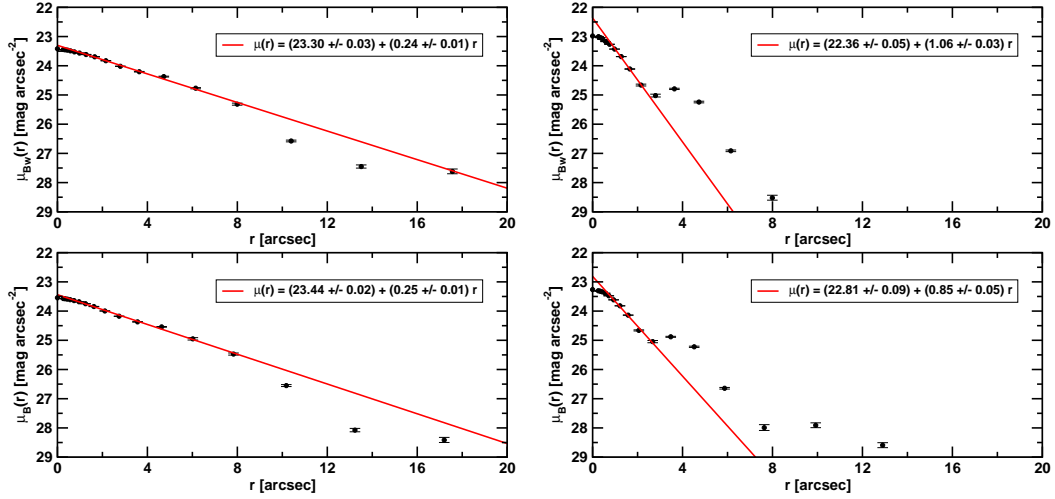 μ(r) = (23.30 +/- 0.03) + (0.24 +/- 0.01) r
μBw(r) [mag arcsec-2]
22
23
24
25
26
27
28
29
0 4 8 12 16 20
r [arcsec]
μ(r) = (22.36 +/- 0.05) + (1.06 +/- 0.03) r
μBw(r) [mag arcsec-2]
22
23
24
25
26
27
28
29
0 4 8 12 16 20
r [arcsec]
μ(r) = (23.44 +/- 0.02) + (0.25 +/- 0.01) r
μB(r) [mag arcsec-2]
22
23
24
25
26
27
28
29
0 4 8 12 16 20
r [arcsec]
μ(r) = (22.81 +/- 0.09) + (0.85 +/- 0.05) r
μB(r) [mag arcsec-2]
22
23
24
25
26
27
28
29
0 4 8 12 16 20
r [arcsec]